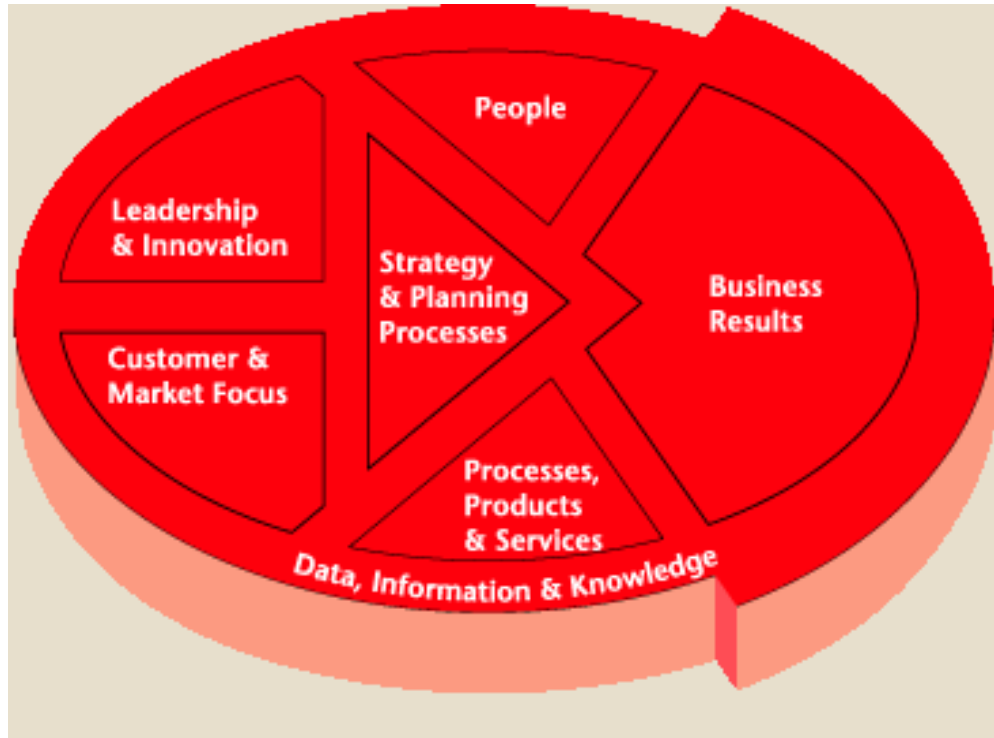 People
Leadership
& Innovation
Strategy
& Planning
Processes
Business
Results
Customer &
Market Focus
Processes,
Products
& Services
Data, Information & Knowledge